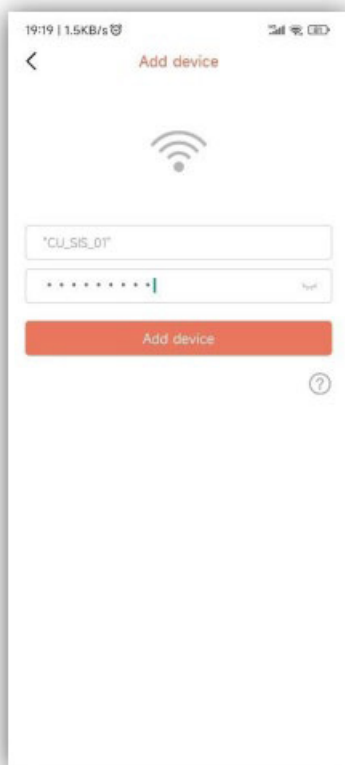 19:19 | 1.5KB/s
Add device
"CU_SIS_01"
• • • • • • • • •
Add device
?